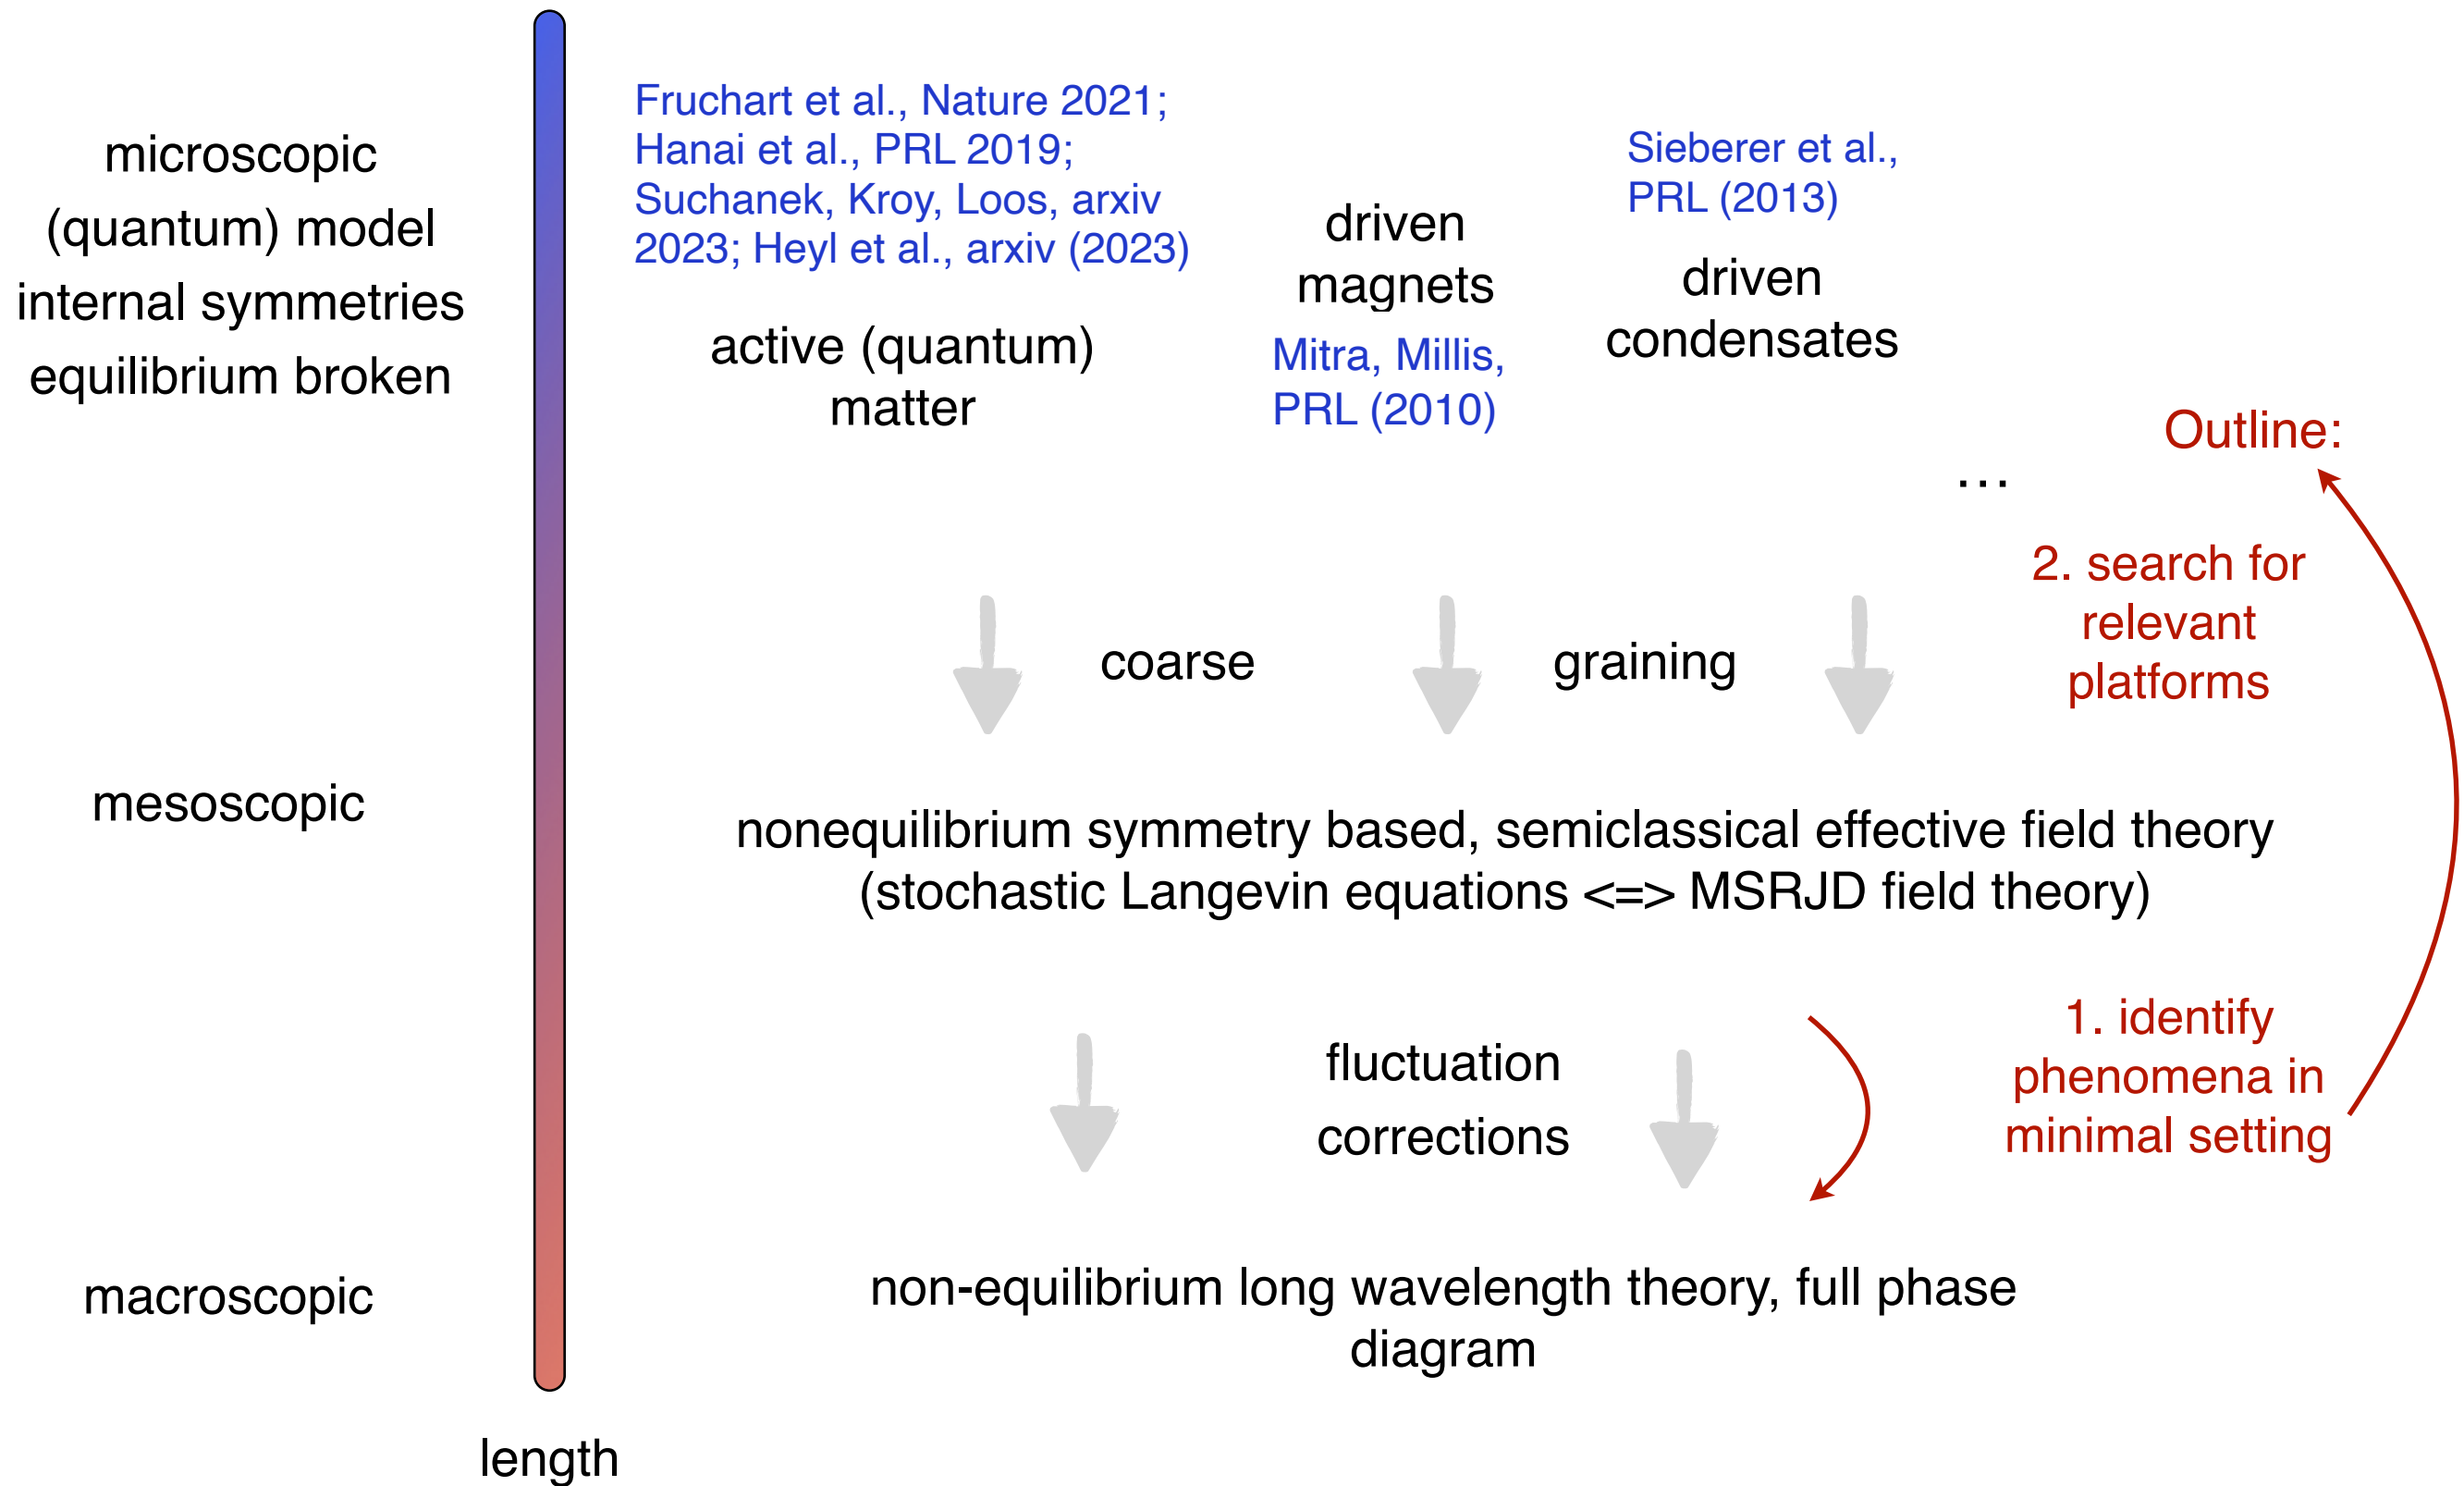 microscopic
(quantum) model
internal symmetries
equilibrium broken
Fruchart et al., Nature 2021;
Hanai et al., PRL 2019;
Suchanek, Kroy, Loos, arxiv
2023; Heyl et al., arxiv (2023)
active (quantum)
matter
driven
magnets
Mitra, Millis,
PRL (2010)
Sieberer et al.,
PRL (2013)
driven
condensates
...
Outline:
2. search for
relevant
platforms
coarse graining
mesoscopic
nonequilibrium symmetry based, semiclassical effective field theory
(stochastic Langevin equations <=> MSRJD field theory)
fluctuation
corrections
1. identify
phenomena in
minimal setting
macroscopic
non-equilibrium long wavelength theory, full phase
diagram
length